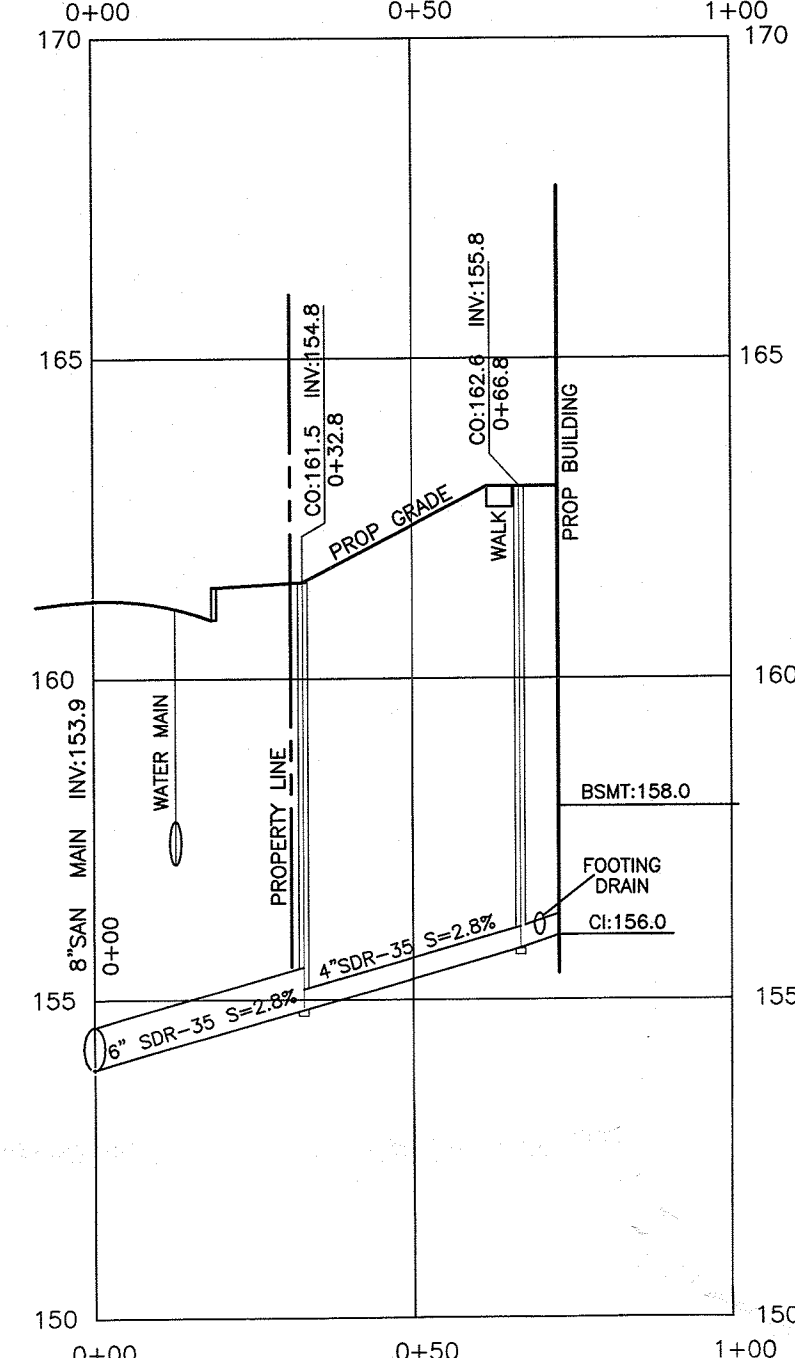 0+00 0+50 1+00
170 170
INV:155.8
CO:162.6
0+66.8
INV:154.8
CO:161.5
0+32.8
165 165
PROP BUILDING
PROP GRADE
WALK
160 160
8"SAN MAIN INV:153.9
0+00
WATER MAIN
PROPERTY LINE
BSMT:158.0
FOOTING
DRAIN
CI:156.0
4"SDR-35 S=2.8%
155 155
6" SDR-35 S=2.8%
150 150
0+00 0+50 1+00